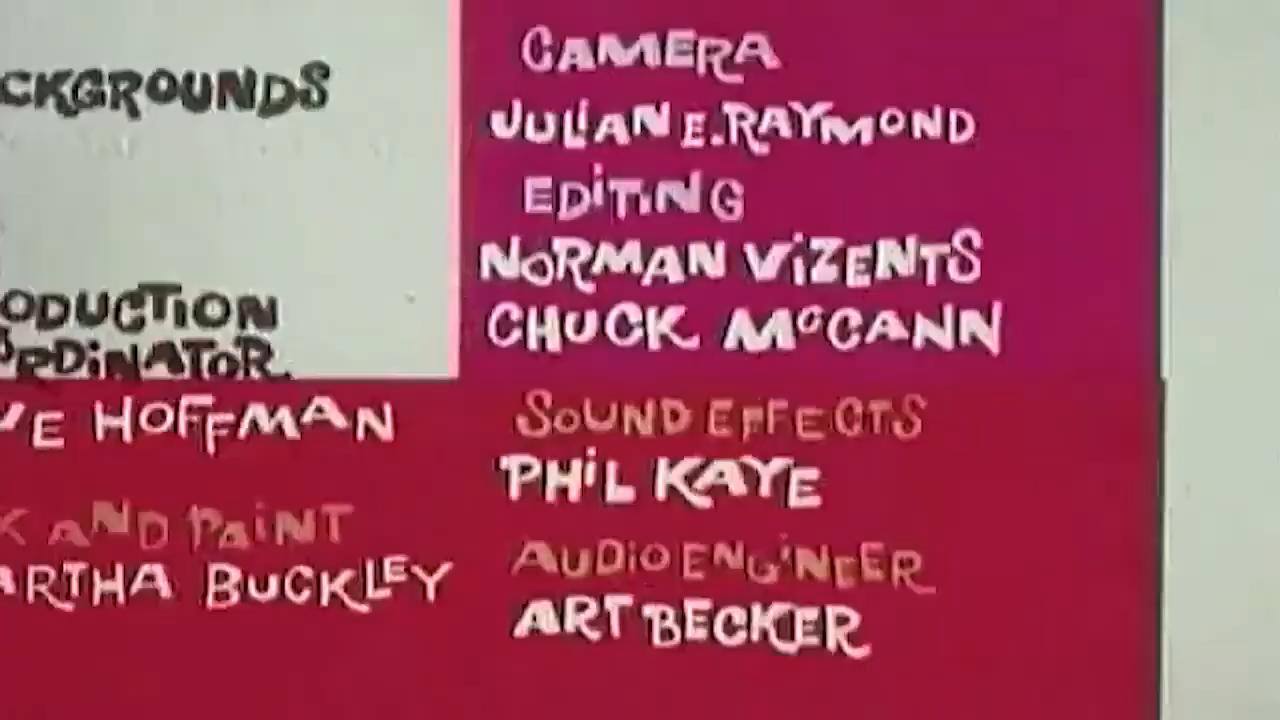 CKGROUNDS
ODUCTION
ORDINATOR.
VE HOFFMAN
K AND PAINT
ARTHA BUCKLEY
CAMERA
JULIAN E. RAYMOND
EDITING
NORMAN VIZENTS
CHUCK McCANN
SOUND EFFECTS
PHIL KAYE
AUDIO ENGINEER
ART BECKER